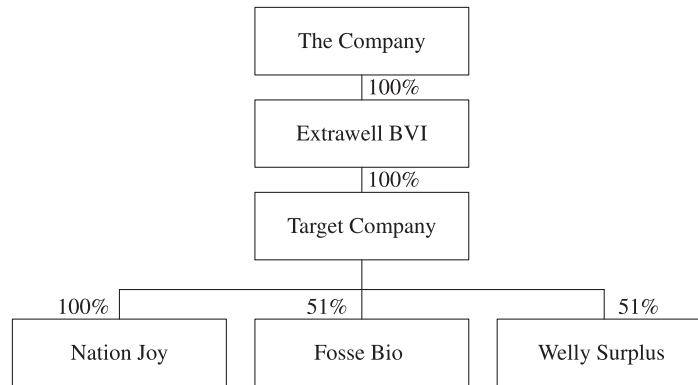 The Company
100%
Extrawell BVI
100%
Target Company
100%
51%
51%
Nation Joy
Fosse Bio
Welly Surplus